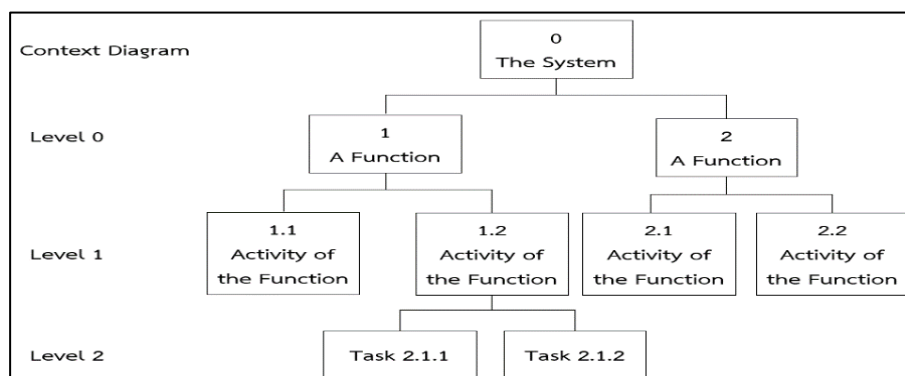 Context Diagram
0
The System
Level 0
1
A Function
2
A Function
Level 1
1.1
Activity of
the Function
1.2
Activity of
the Function
2.1
Activity of
the Function
2.2
Activity of
the Function
Level 2
Task 2.1.1
Task 2.1.2